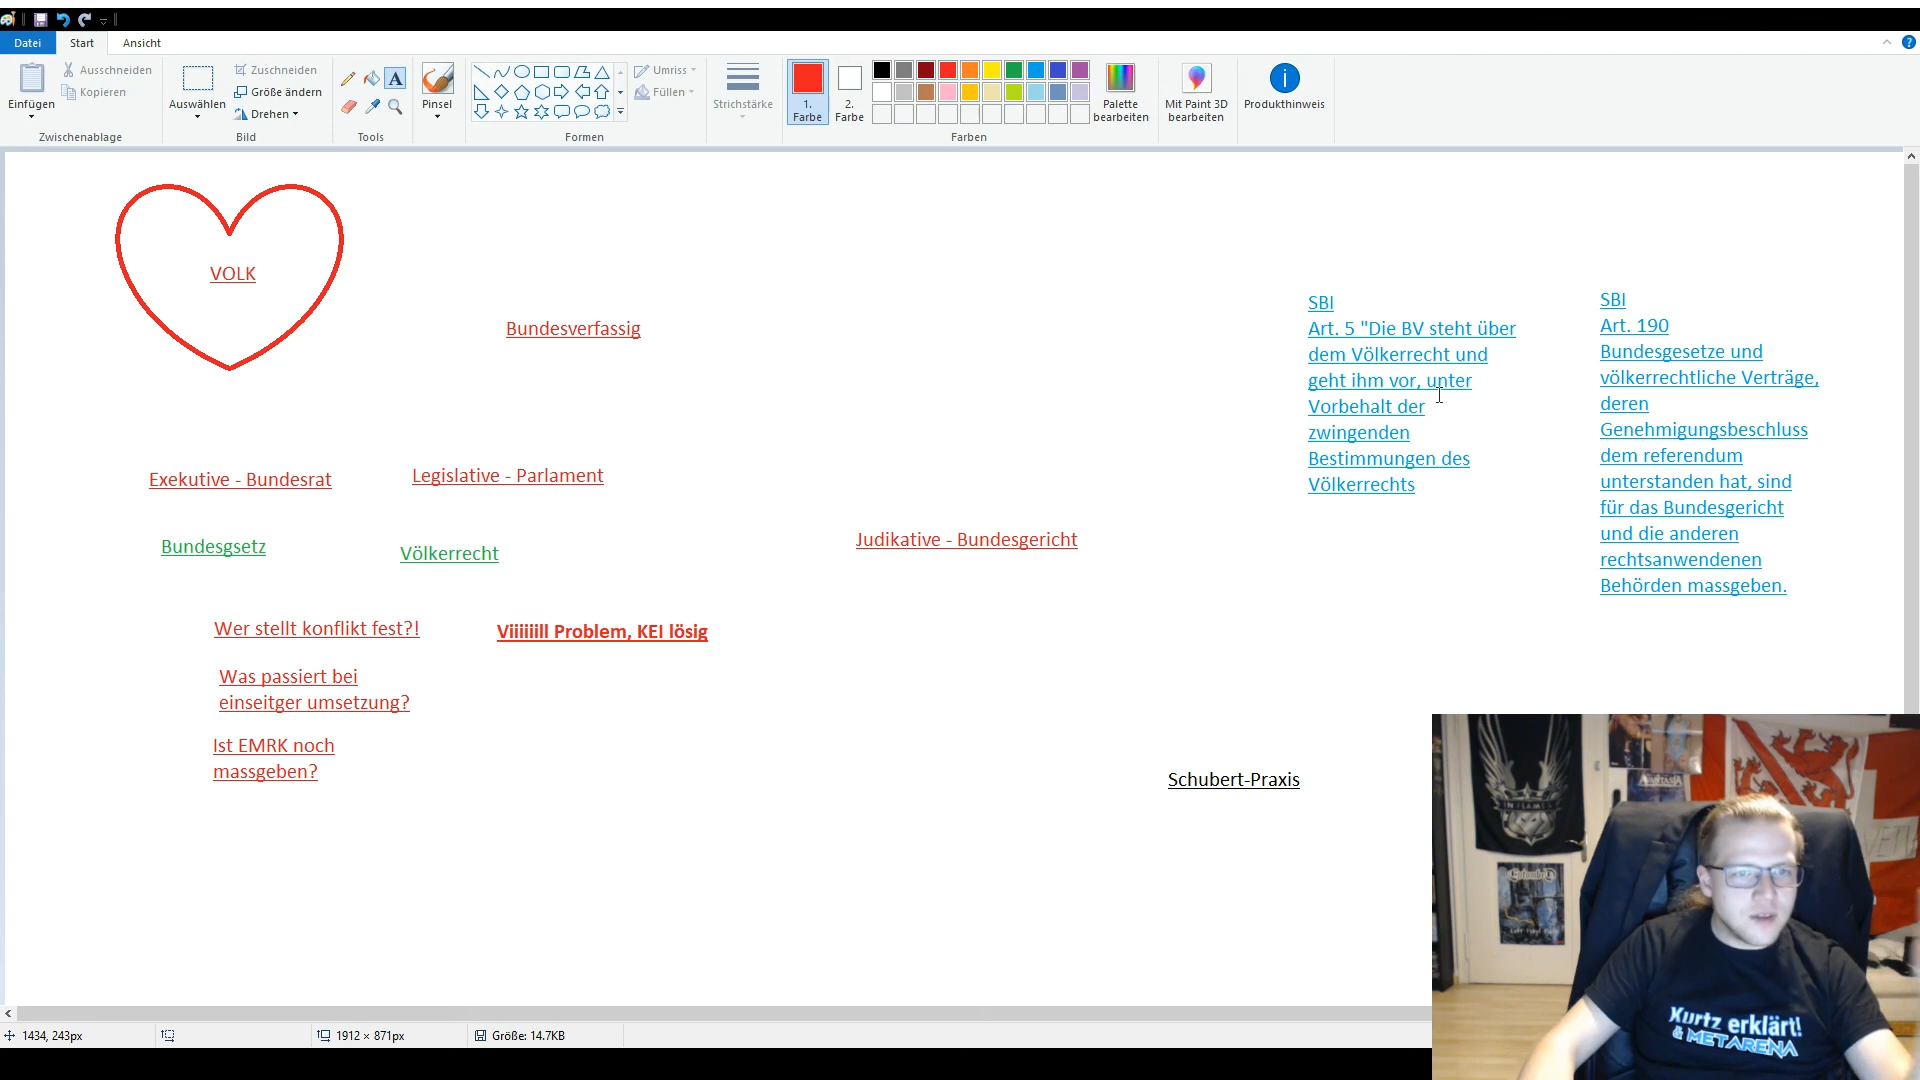 Datei
Start
Ansicht
Einfügen
Ausschneiden
Kopieren
Zwischenablage
Auswählen
Zuschneiden
Größe ändern
Drehen
Bild
A
Tools
Pinsel
Formen
Umriss
Füllen
Strichstärke
1.
Farbe
2.
Farbe
Palette
bearbeiten
Farben
Mit Paint 3D
bearbeiten
Produkthinweis
VOLK
Bundesverfassig
Exekutive - Bundesrat
Legislative - Parlament
Judikative - Bundesgericht
Bundesgsetz
Völkerrecht
Wer stellt konflikt fest?!
Viiiiiill Problem, KEI lösig
Was passiert bei
einseitger umsetzung?
Ist EMRK noch
massgeben?
Schubert-Praxis
SBI
Art. 5 "Die BV steht über
dem Völkerrecht und
geht ihm vor, unter
Vorbehalt der
zwingenden
Bestimmungen des
Völkerrechts
SBI
Art. 190
Bundesgesetze und
völkerrechtliche Verträge,
deren
Genehmigungsbeschluss
dem referendum
unterstanden hat, sind
für das Bundesgericht
und die anderen
rechtsanwendenen
Behörden massgeben.
IN FLAMES
Xurtz erklärt!
& METARENA
1434, 243px
1912 × 871px
Größe: 14.7KB